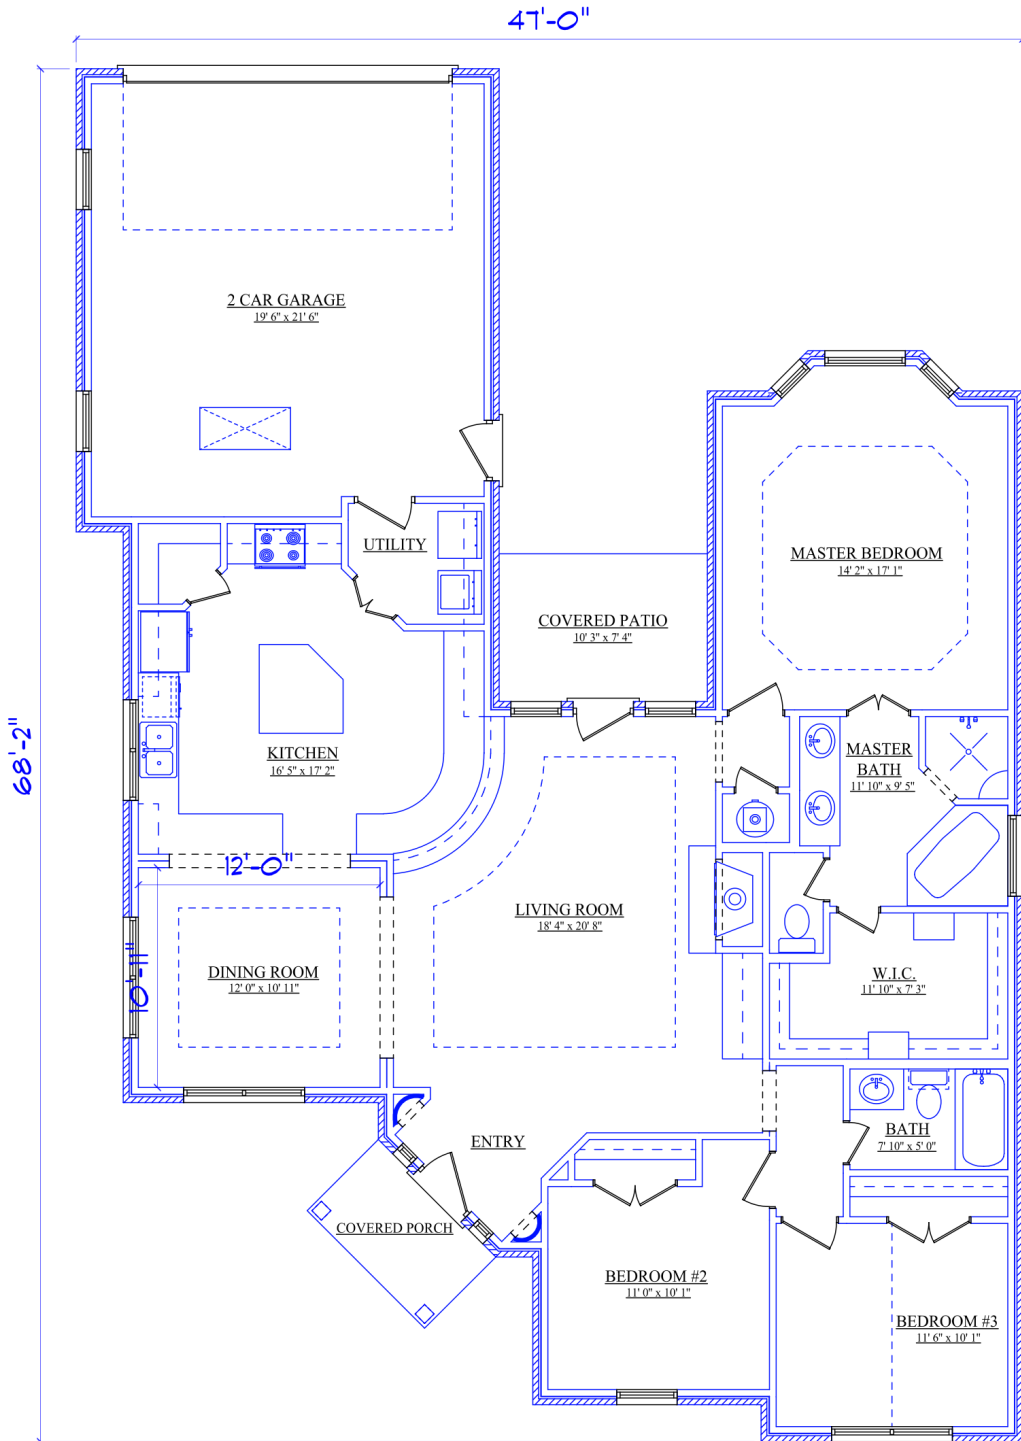 47'-0"
2 CAR GARAGE
19' 6" x 21' 6"
UTILITY
MASTER BEDROOM
14' 2" x 17' 1"
COVERED PATIO
10' 3" x 7' 4"
68'-2"
KITCHEN
16' 5" x 17' 2"
MASTER
BATH
11' 10" x 9' 5"
12'-0"
LIVING ROOM
18' 4" x 20' 8"
10'-11"
DINING ROOM
12' 0" x 10' 11"
W.I.C.
11' 10" x 7' 3"
ENTRY
BATH
7' 10" x 5' 0"
COVERED PORCH
BEDROOM #2
11' 0" x 10' 1"
BEDROOM #3
11' 6" x 10' 1"